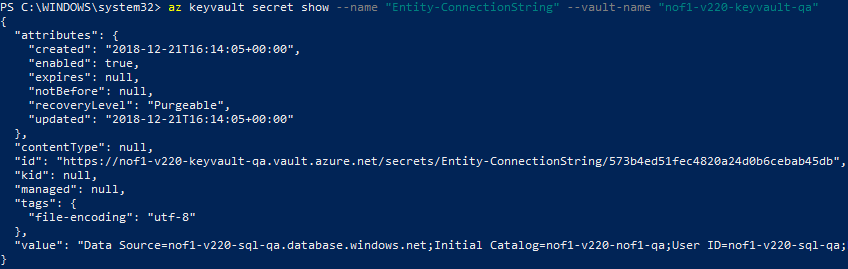 PS C:\WINDOWS\system32> az keyvault secret show --name "Entity-ConnectionString" --vault-name "nof1-v220-keyvault-qa"
{
  "attributes": {
    "created": "2018-12-21T16:14:05+00:00",
    "enabled": true,
    "expires": null,
    "notBefore": null,
    "recoveryLevel": "Purgeable",
    "updated": "2018-12-21T16:14:05+00:00"
  },
  "contentType": null,
  "id": "https://nof1-v220-keyvault-qa.vault.azure.net/secrets/Entity-ConnectionString/573b4ed51fec4820a24d0b6cebab45db",
  "kid": null,
  "managed": null,
  "tags": {
    "file-encoding": "utf-8"
  },
  "value": "Data Source=nof1-v220-sql-qa.database.windows.net;Initial Catalog=nof1-v220-nof1-qa;User ID=nof1-v220-sql-qa;
}